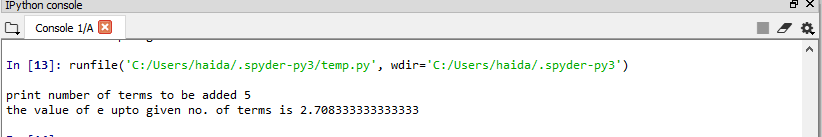 IPython console
Console 1/A
In [13]: runfile('C:/Users/haida/.spyder-py3/temp.py', wdir='C:/Users/haida/.spyder-py3')
print number of terms to be added 5
the value of e upto given no. of terms is 2.708333333333333